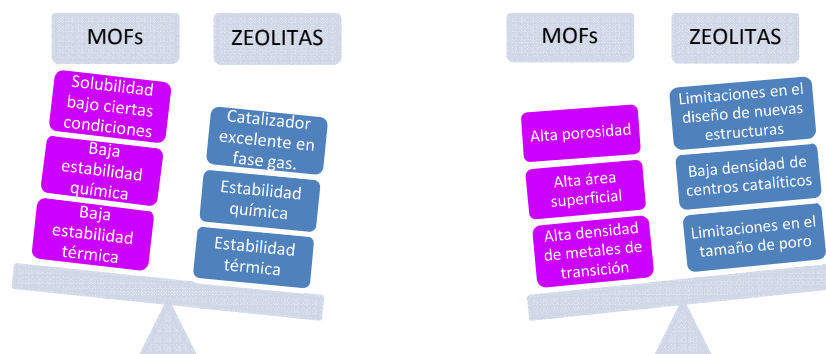 MOFs
ZEOLITAS
Solubilidad
bajo ciertas
condiciones
Baja
estabilidad
química
Baja
estabilidad
térmica
Catalizador
excelente en
fase gas.
Estabilidad
química
Estabilidad
térmica
MOFs
ZEOLITAS
Alta porosidad
Alta área
superficial
Alta densidad
de metales de
transición
Limitaciones en el
diseño de nuevas
estructuras
Baja densidad de
centros catalíticos
Limitaciones en el
tamaño de poro